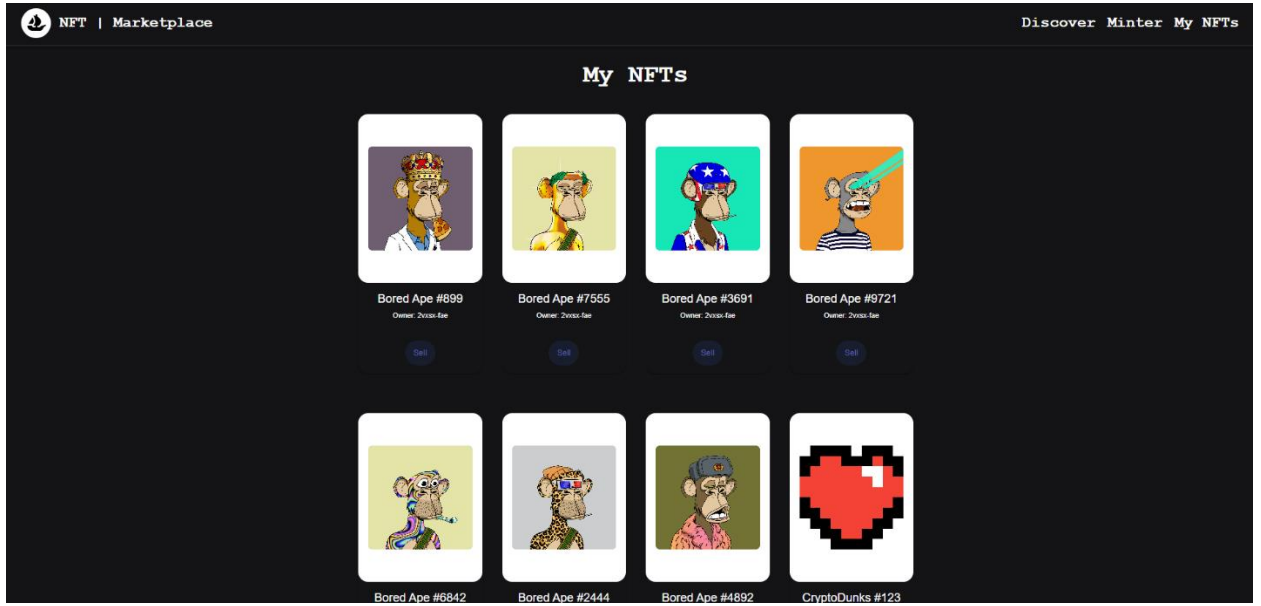 NFT | Marketplace
Discover Minter My NFTs
My NFTs
Bored Ape #899
Owner: 2vxsx-fae
Sell
Bored Ape #7555
Owner: 2vxsx-fae
Sell
Bored Ape #3691
Owner: 2vxsx-fae
Sell
Bored Ape #9721
Owner: 2vxsx-fae
Sell
Bored Ape #6842
Bored Ape #2444
Bored Ape #4892
CryptoDunks #123